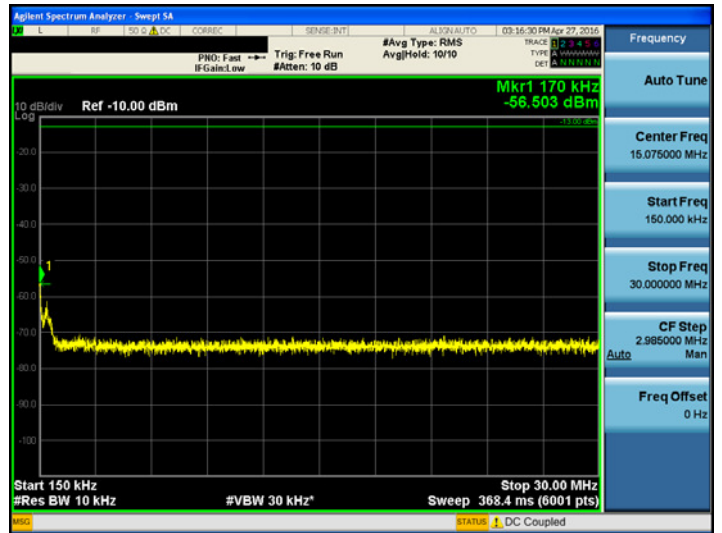 Agilent Spectrum Analyzer - Swept SA
L RF 50 Ω DC CORREC SENSE:INT ALIGN AUTO 03:16:30 PM Apr 27, 2016
PNO: Fast
IFGain:Low
Trig: Free Run
#Atten: 10 dB
#Avg Type: RMS
Avg|Hold: 10/10
TRACE 1 2 3 4 5 6
TYPE A WWWWW
DET A N N N N N
Frequency
Mkr1 170 kHz
-56.503 dBm
10 dB/div
Log
Ref -10.00 dBm
-13.00 dBm
-20.0
-30.0
-40.0
-50.0
1
-60.0
-70.0
-80.0
-90.0
-100
Start 150 kHz
Stop 30.00 MHz
#Res BW 10 kHz
#VBW 30 kHz*
Sweep 368.4 ms (6001 pts)
Auto Tune
Center Freq
15.075000 MHz
Start Freq
150.000 kHz
Stop Freq
30.000000 MHz
CF Step
2.985000 MHz
Auto Man
Freq Offset
0 Hz
MSG
STATUS
DC Coupled